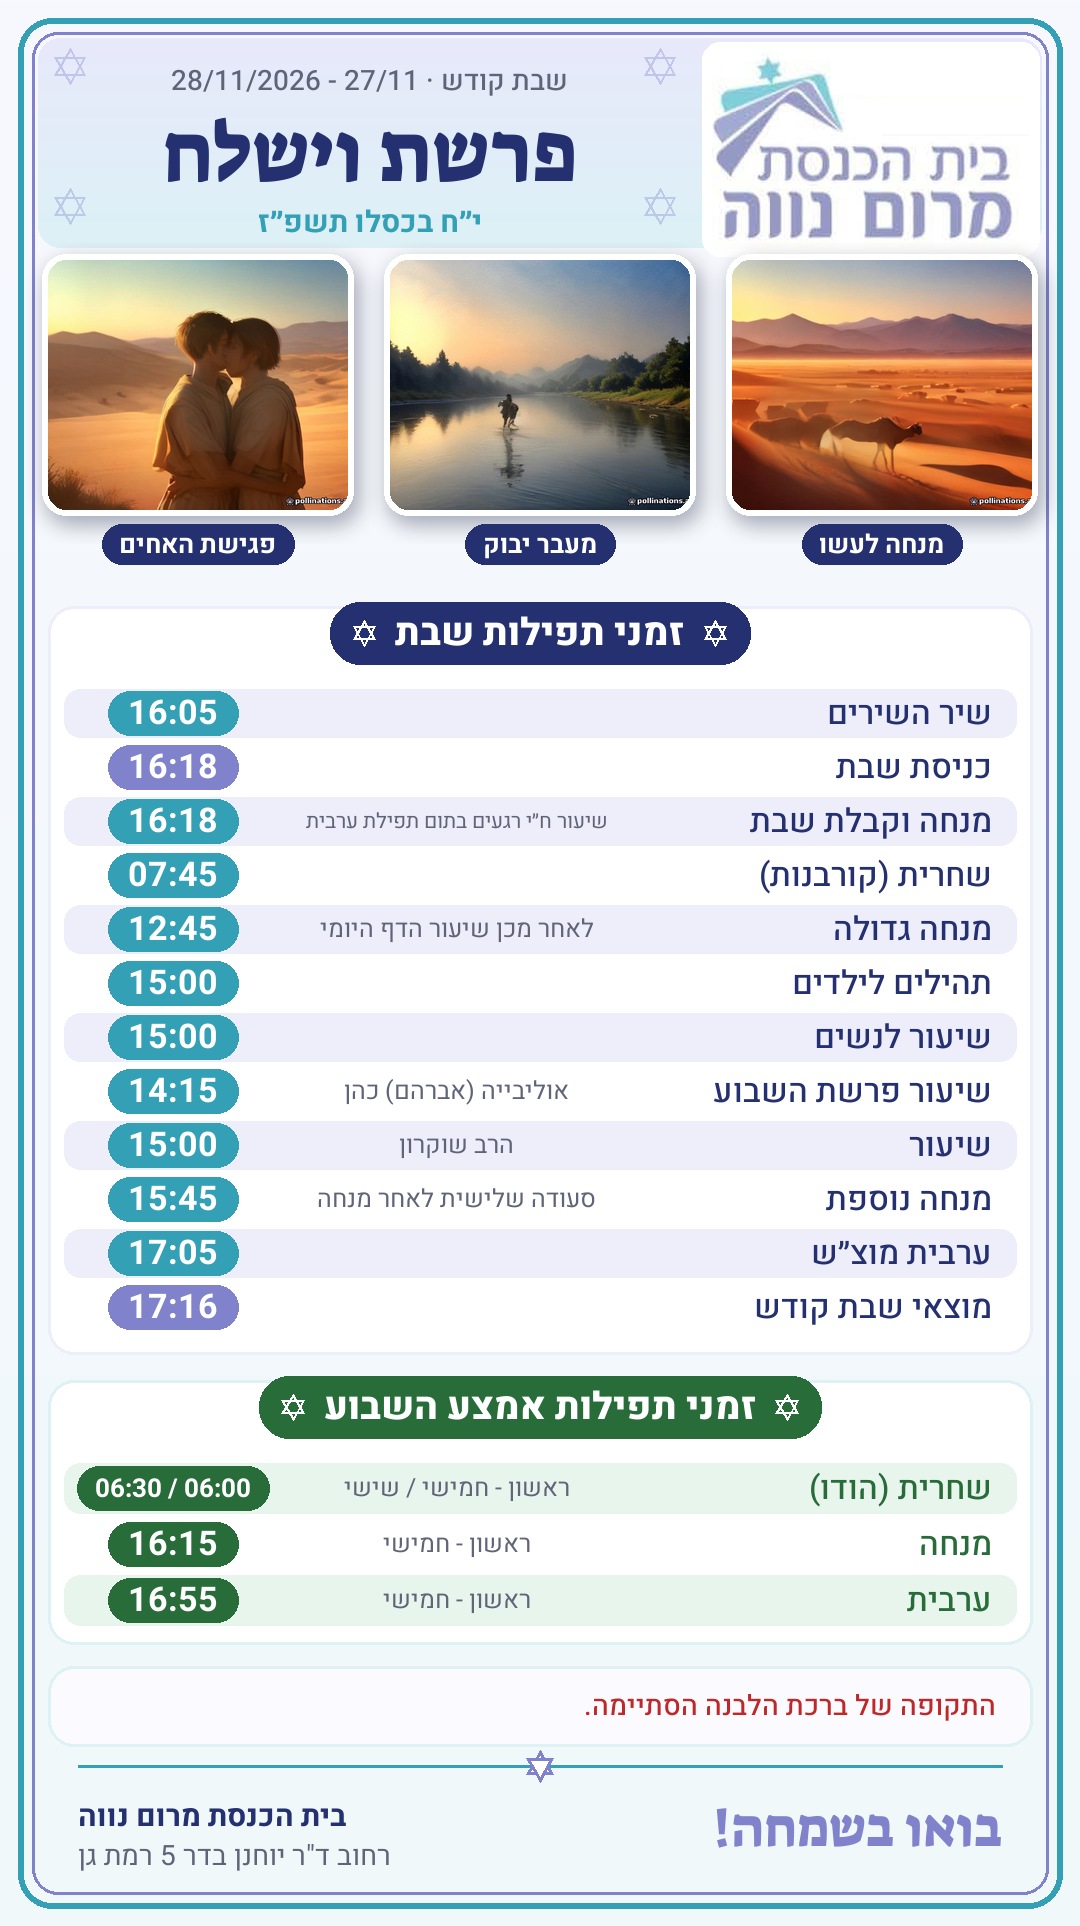 בית הכנסת
מרום נווה
שבת קודש · 27/11 - 28/11/2026
פרשת וישלח
י״ח בכסלו תשפ״ז
pollinations. pollinations. pollinations.
מנחה לעשו מעבר יבוק פגישת האחים
זמני תפילות שבת
שיר השירים 16:05
כניסת שבת 16:18
מנחה וקבלת שבת שיעור ח״י רגעים בתום תפילת ערבית 16:18
שחרית (קורבנות) 07:45
מנחה גדולה לאחר מכן שיעור הדף היומי 12:45
תהילים לילדים 15:00
שיעור לנשים 15:00
שיעור פרשת השבוע אוליבייה (אברהם) כהן 14:15
שיעור הרב שוקרון 15:00
מנחה נוספת סעודה שלישית לאחר מנחה 15:45
ערבית מוצ״ש 17:05
מוצאי שבת קודש 17:16
זמני תפילות אמצע השבוע
שחרית (הודו) ראשון - חמישי / שישי 06:30 / 06:00
מנחה ראשון - חמישי 16:15
ערבית ראשון - חמישי 16:55
התקופה של ברכת הלבנה הסתיימה.
בואו בשמחה!
בית הכנסת מרום נווה
רחוב ד"ר יוחנן בדר 5 רמת גן